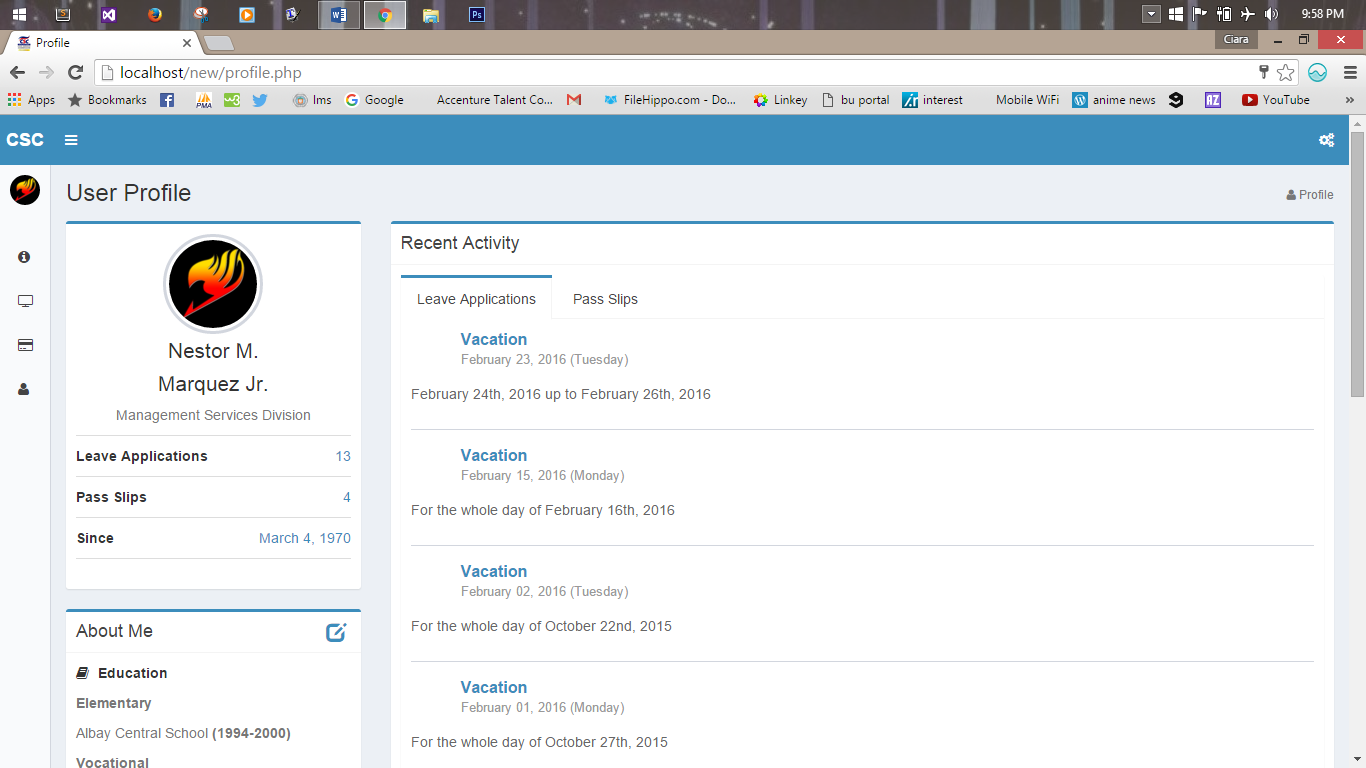 9:58 PM
Profile
Ciara
localhost/new/profile.php
Apps Bookmarks PMA lms Google Accenture Talent Co... FileHippo.com - Do... Linkey bu portal interest Mobile WiFi anime news AZ YouTube »
CSC
User Profile
Profile
Nestor M.
Marquez Jr.
Management Services Division
Leave Applications 13
Pass Slips 4
Since March 4, 1970
About Me
Education
Elementary
Albay Central School (1994-2000)
Vocational
Recent Activity
Leave Applications Pass Slips
Vacation
February 23, 2016 (Tuesday)
February 24th, 2016 up to February 26th, 2016
Vacation
February 15, 2016 (Monday)
For the whole day of February 16th, 2016
Vacation
February 02, 2016 (Tuesday)
For the whole day of October 22nd, 2015
Vacation
February 01, 2016 (Monday)
For the whole day of October 27th, 2015